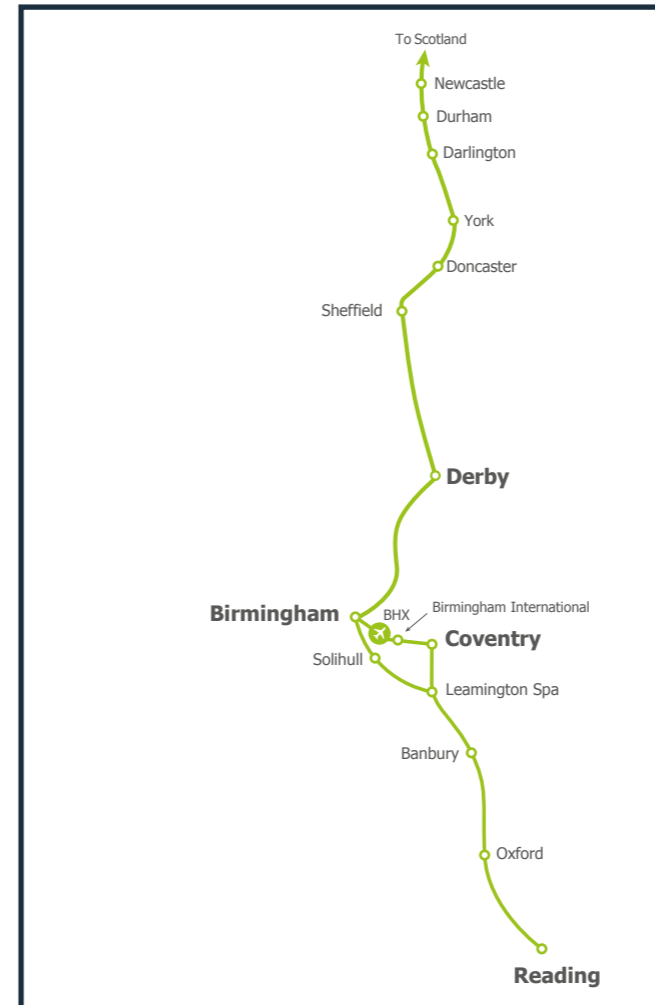 To Scotland
Newcastle
Durham
Darlington
York
Doncaster
Sheffield
Derby
Birmingham
BHX
Birmingham International
Coventry
Solihull
Leamington Spa
Banbury
Oxford
Reading